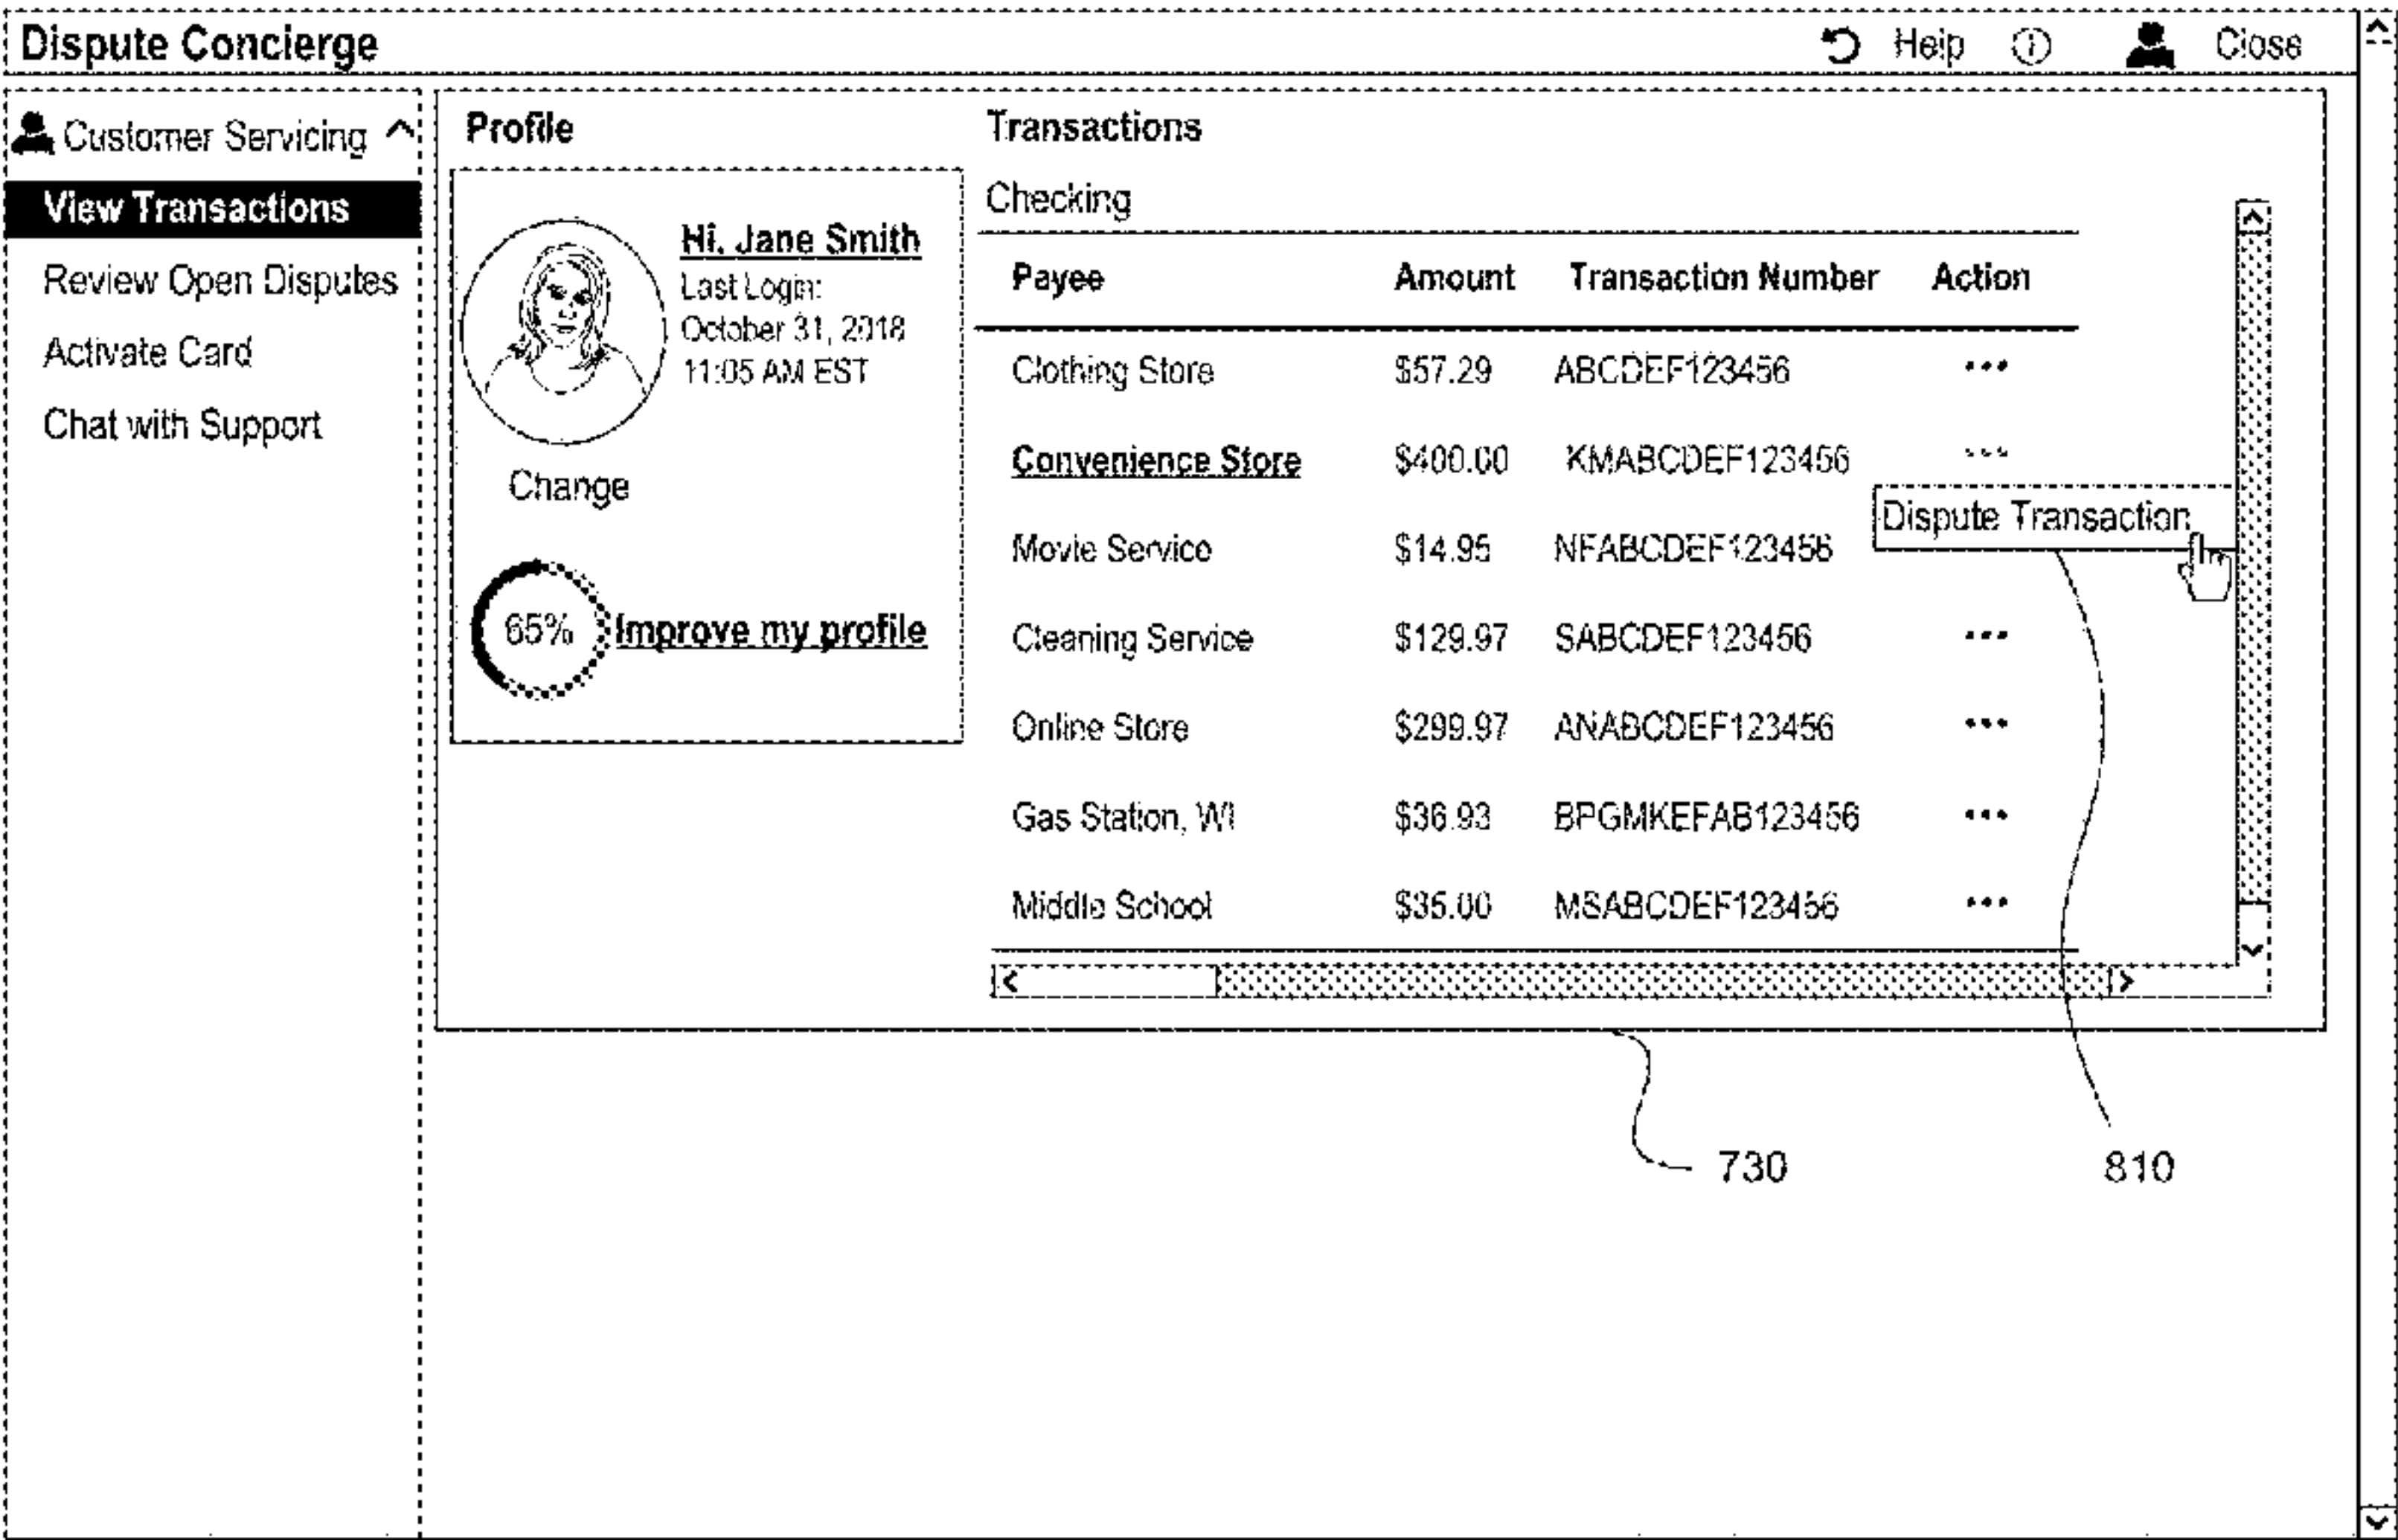 Dispute Concierge Help Close
Customer Servicing
View Transactions
Review Open Disputes
Activate Card
Chat with Support
Profile
Hi, Jane Smith
Last Login:
October 31, 2018
11:05 AM EST
Change
65% Improve my profile
Transactions
Checking
Payee Amount Transaction Number Action
Clothing Store $57.29 ABCDEF123456 •••
Convenience Store $400.00 KMABCDEF123456 •••
Dispute Transaction
Movie Service $14.95 NFABCDEF123456
Cleaning Service $129.97 SABCDEF123456 •••
Online Store $299.97 ANABCDEF123456 •••
Gas Station, WI $36.93 BPGMKEFAB123456 •••
Middle School $35.00 MSABCDEF123456 •••
730
810